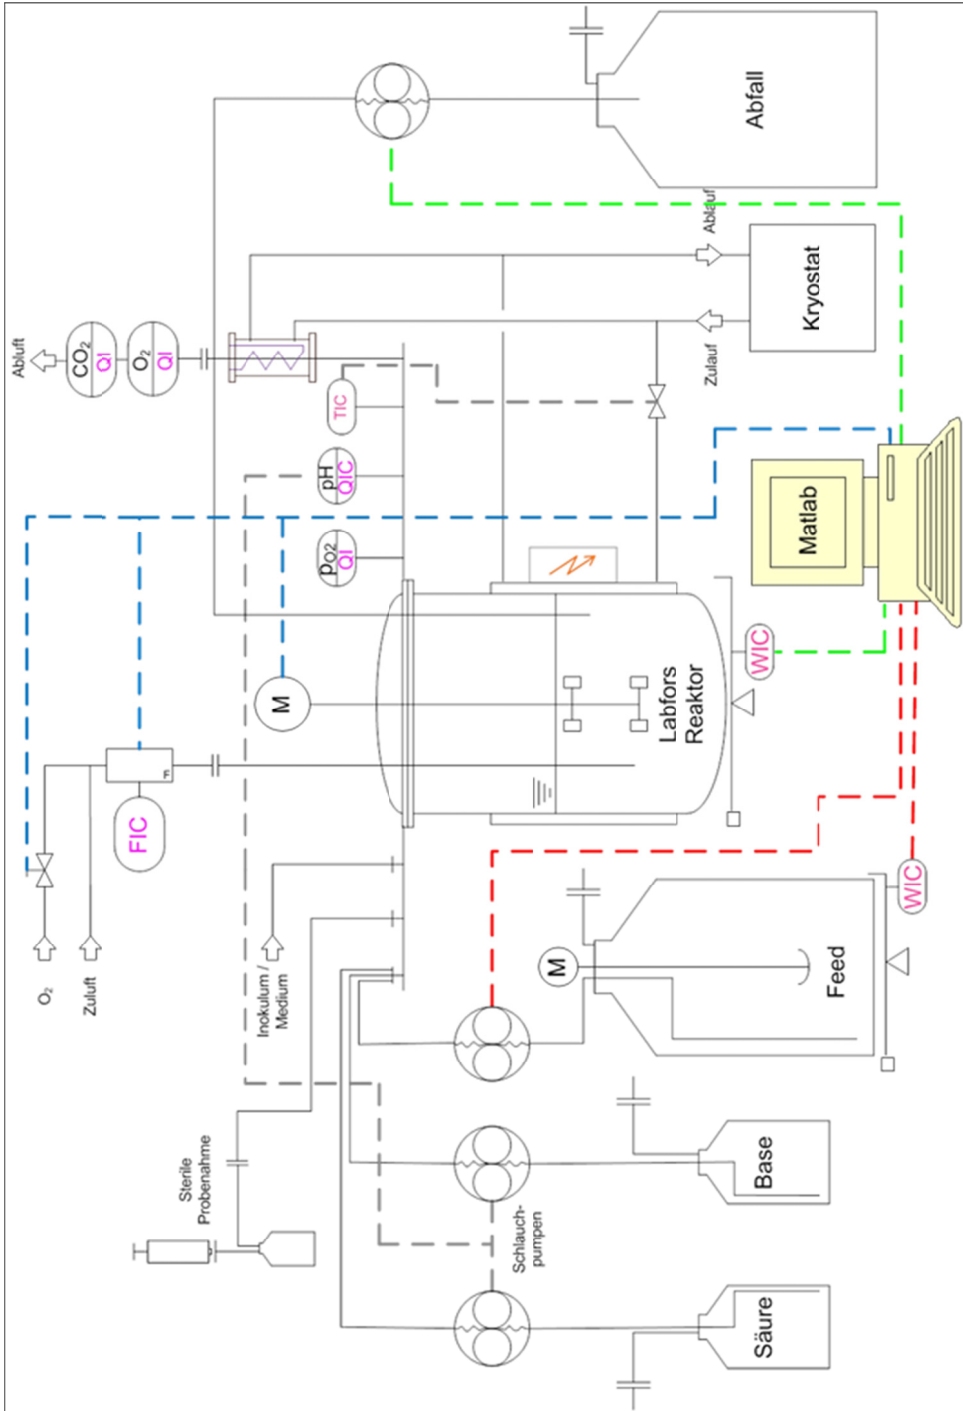 Abluft
O₂
Zuluft
CO₂
QI
O₂
QI
FIC
F
Sterile
Probenahme
Inokulum /
Medium
M
pO2
QI
pH
QIC
TIC
Schlauch-
pumpen
M
Labfors
Reaktor
Zulauf
Ablauf
Säure
Base
Feed
WIC
Matlab
Kryostat
Abfall
WIC